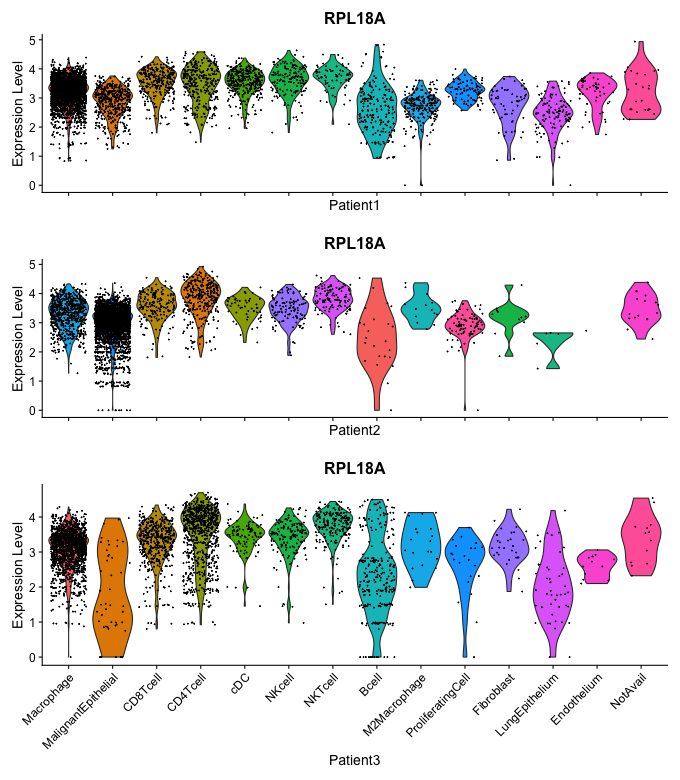 RPL18A
Expression Level
5
4
3
2
1
0
Patient1
RPL18A
Expression Level
5
4
3
2
1
0
Patient2
RPL18A
Expression Level
4
3
2
1
0
Macrophage
MalignantEpithelial
CD8Tcell
CD4Tcell
cDC
NKcell
NKTcell
Bcell
M2Macrophage
ProliferatingCell
Fibroblast
LungEpithelium
Endothelium
NotAvail
Patient3